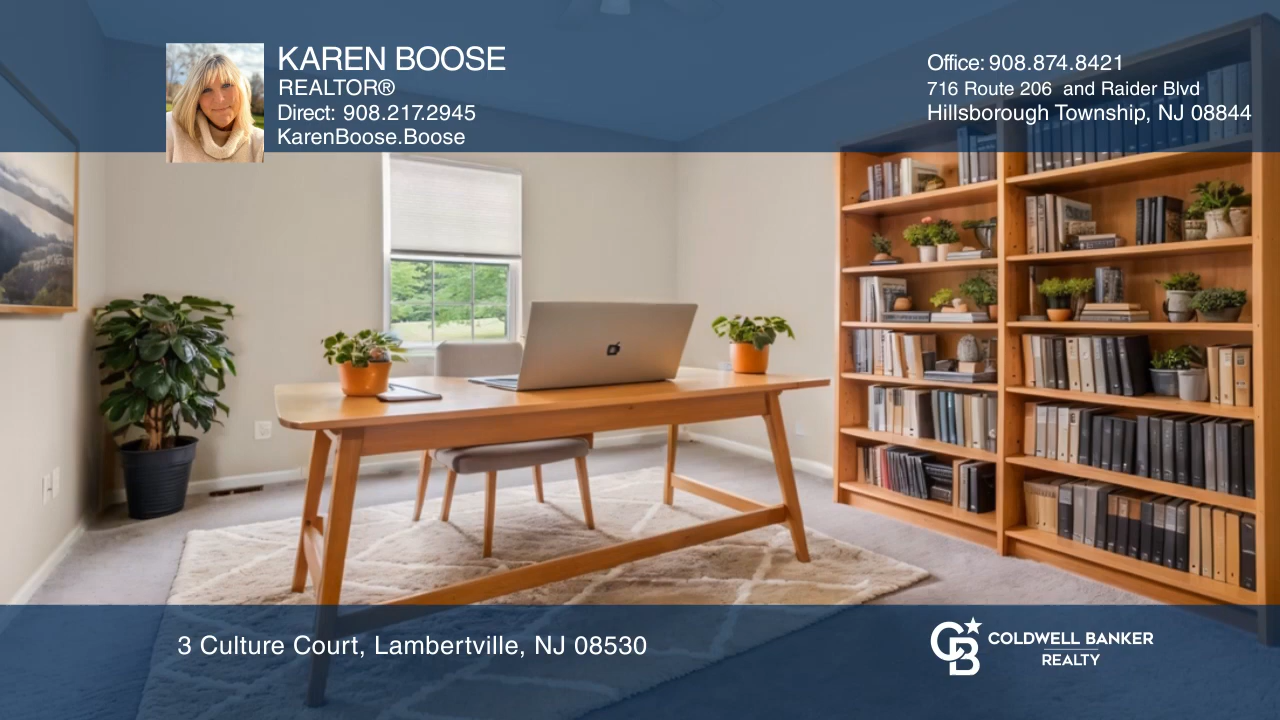 KAREN BOOSE
REALTOR®
Direct: 908.217.2945
KarenBoose.Boose
Office: 908.874.8421
716 Route 206 and Raider Blvd
Hillsborough Township, NJ 08844
3 Culture Court, Lambertville, NJ 08530
COLDWELL BANKER
REALTY